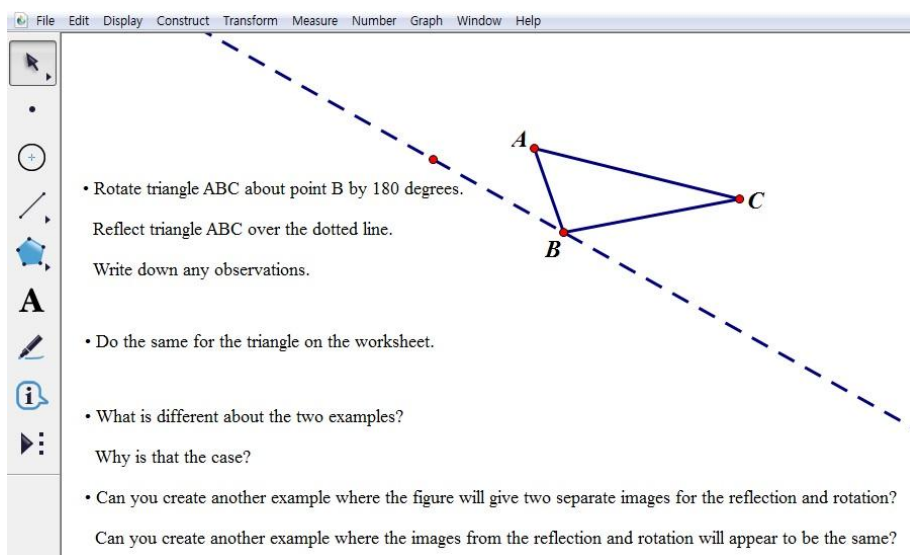 File Edit Display Construct Transform Measure Number Graph Window Help
A
C
B
• Rotate triangle ABC about point B by 180 degrees.
Reflect triangle ABC over the dotted line.
Write down any observations.
• Do the same for the triangle on the worksheet.
A
i
• What is different about the two examples?
Why is that the case?
• Can you create another example where the figure will give two separate images for the reflection and rotation?
Can you create another example where the images from the reflection and rotation will appear to be the same?